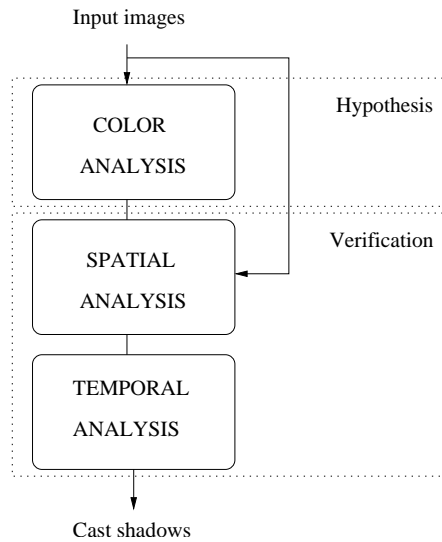 Input images
Hypothesis
COLOR
ANALYSIS
Verification
SPATIAL
ANALYSIS
TEMPORAL
ANALYSIS
Cast shadows